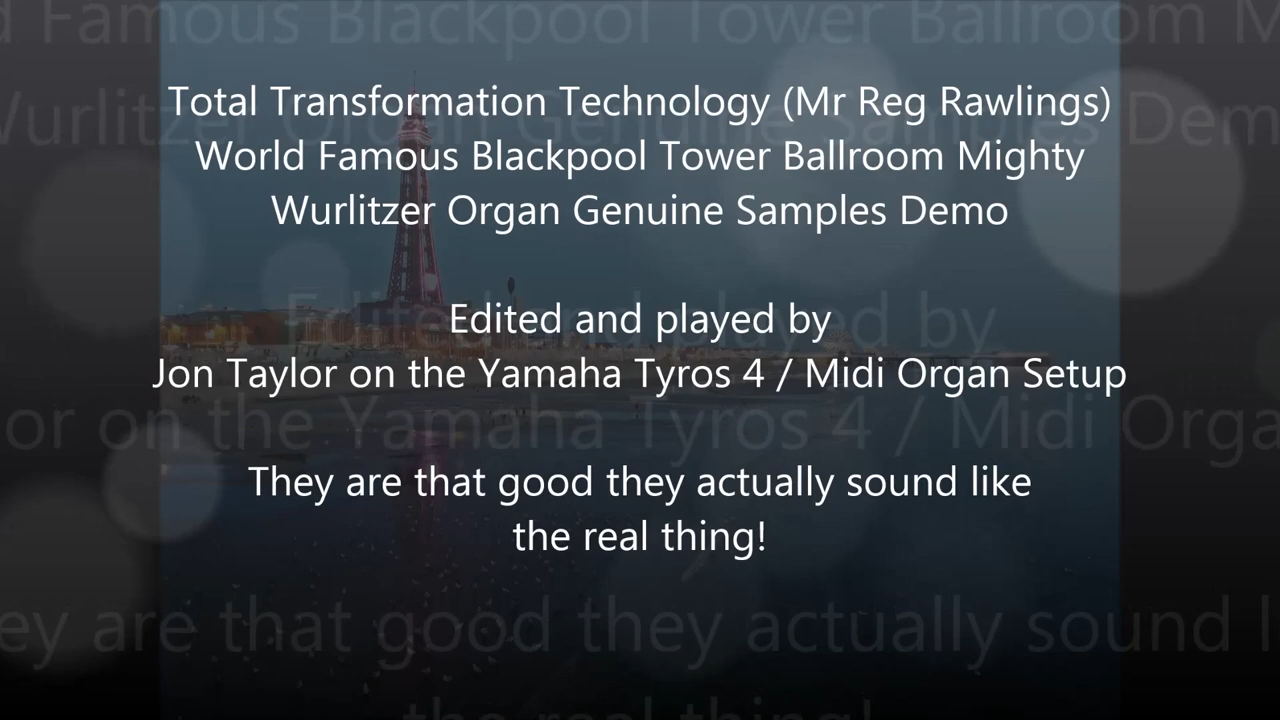 Total Transformation Technology (Mr Reg Rawlings)
World Famous Blackpool Tower Ballroom Mighty
Wurlitzer Organ Genuine Samples Demo
Edited and played by
Jon Taylor on the Yamaha Tyros 4 / Midi Organ Setup
They are that good they actually sound like
the real thing!